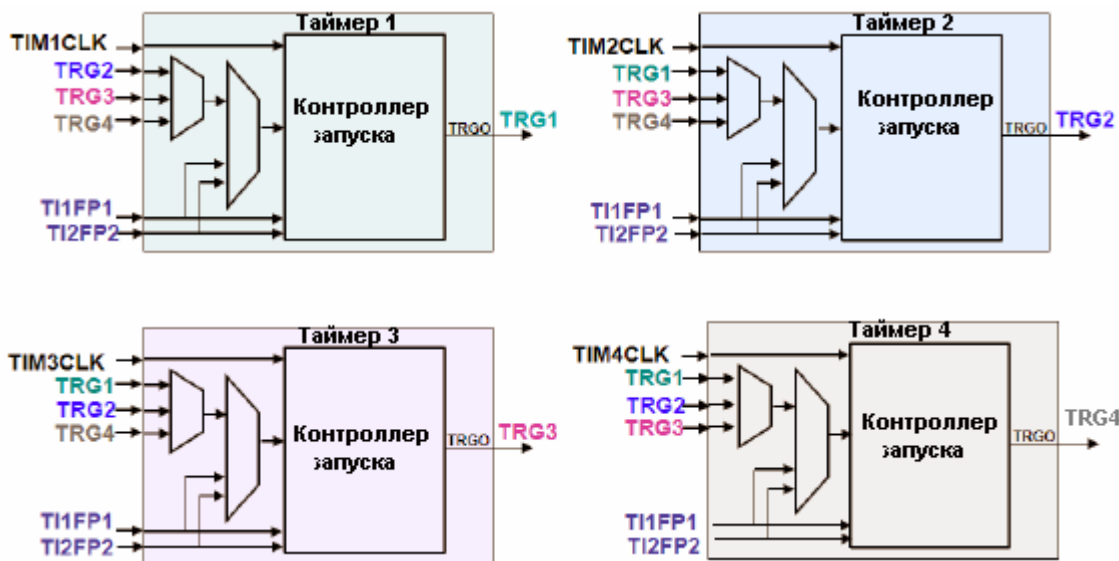 Таймер 1
TIM1CLK
TRG2
TRG3
TRG4
Контроллер
запуска
TRGO
TRG1
TI1FP1
TI2FP2
Таймер 2
TIM2CLK
TRG1
TRG3
TRG4
Контроллер
запуска
TRGO
TRG2
TI1FP1
TI2FP2
Таймер 3
TIM3CLK
TRG1
TRG2
TRG4
Контроллер
запуска
TRGO
TRG3
TI1FP1
TI2FP2
Таймер 4
TIM4CLK
TRG1
TRG2
TRG3
Контроллер
запуска
TRGO
TRG4
TI1FP1
TI2FP2